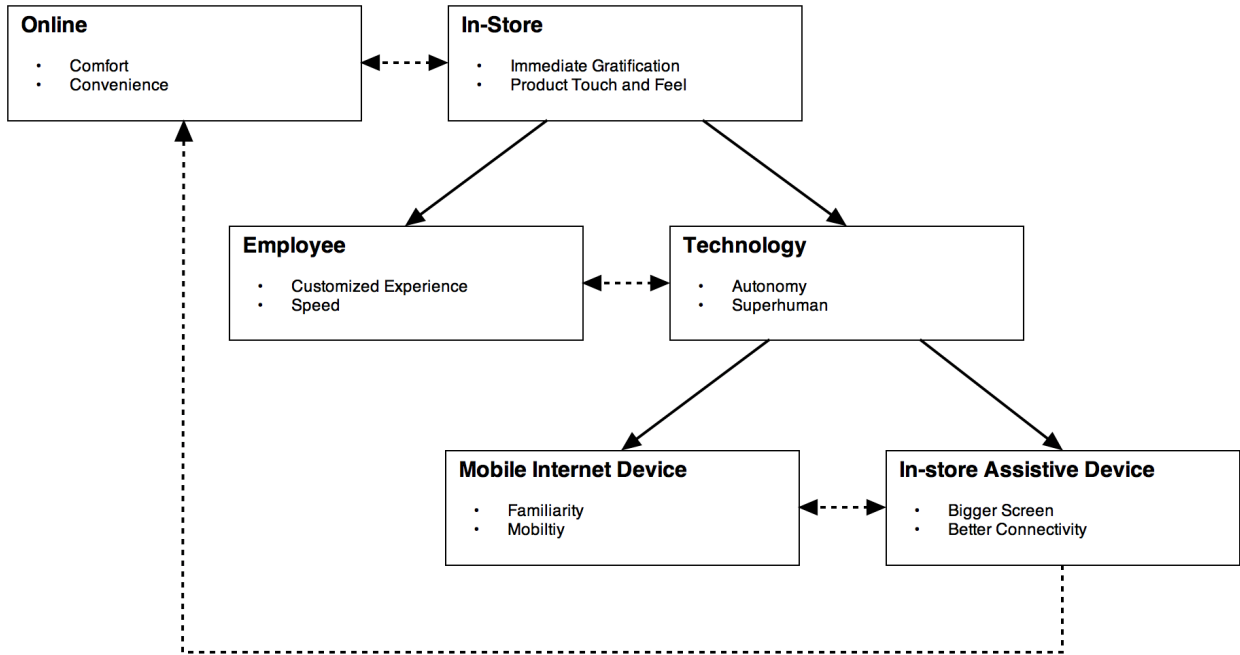 Online
• Comfort
• Convenience
In-Store
• Immediate Gratification
• Product Touch and Feel
Employee
• Customized Experience
• Speed
Technology
• Autonomy
• Superhuman
Mobile Internet Device
• Familiarity
• Mobiltiy
In-store Assistive Device
• Bigger Screen
• Better Connectivity